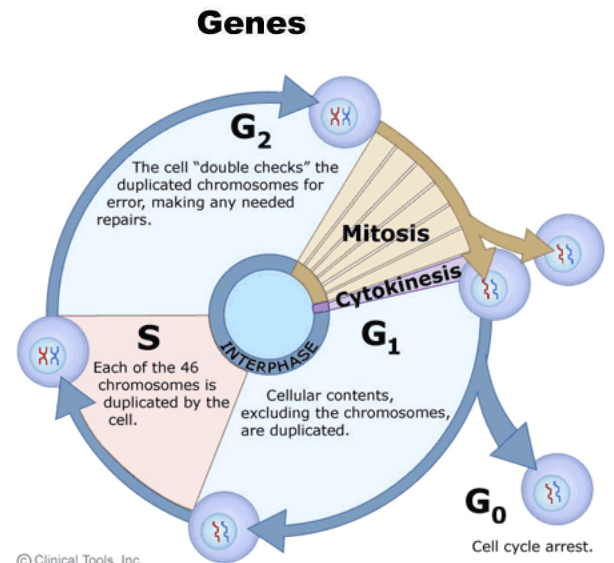 Genes
G2
The cell “double checks” the
duplicated chromosomes for
error, making any needed
repairs.
Mitosis
Cytokinesis
INTERPHASE
S
Each of the 46
chromosomes is
duplicated by the
cell.
G1
Cellular contents,
excluding the chromosomes,
are duplicated.
G0
Cell cycle arrest.
© Clinical Tools, Inc.